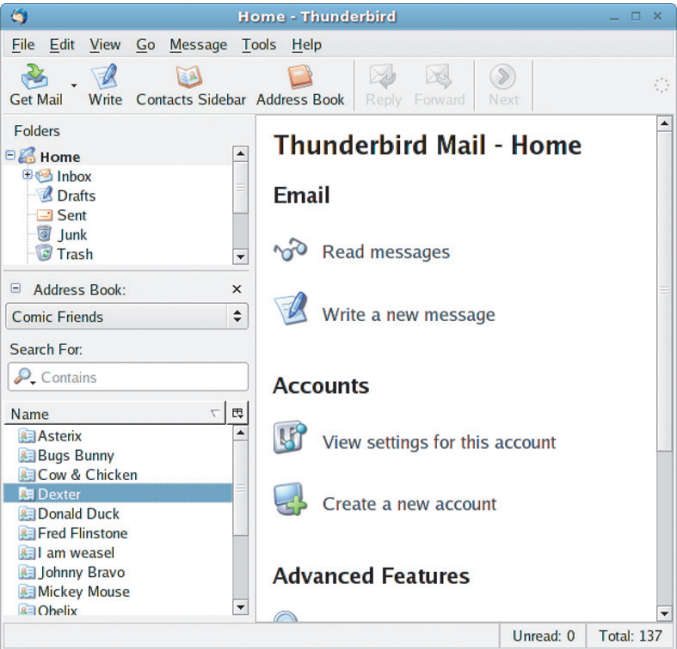 Home - Thunderbird
File Edit View Go Message Tools Help
Get Mail Write Contacts Sidebar Address Book Reply Forward Next
Folders
Home
Inbox
Drafts
Sent
Junk
Trash
Address Book:
Comic Friends
Search For:
Contains
Name
Asterix
Bugs Bunny
Cow & Chicken
Dexter
Donald Duck
Fred Flinstone
I am weasel
Johnny Bravo
Mickey Mouse
Obelix
Thunderbird Mail - Home
Email
Read messages
Write a new message
Accounts
View settings for this account
Create a new account
Advanced Features
Unread: 0 Total: 137